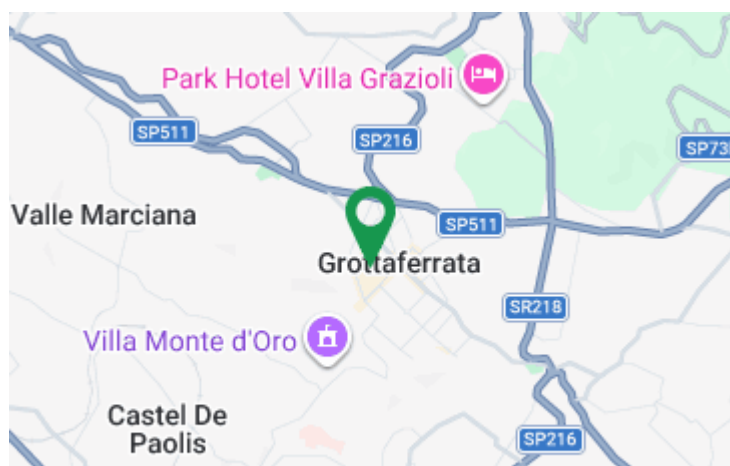 Park Hotel Villa Grazioli
SP511
SP216
SP73
Valle Marciana
SP511
Grottaferrata
SR218
Villa Monte d'Oro
Castel De
Paolis
SP216